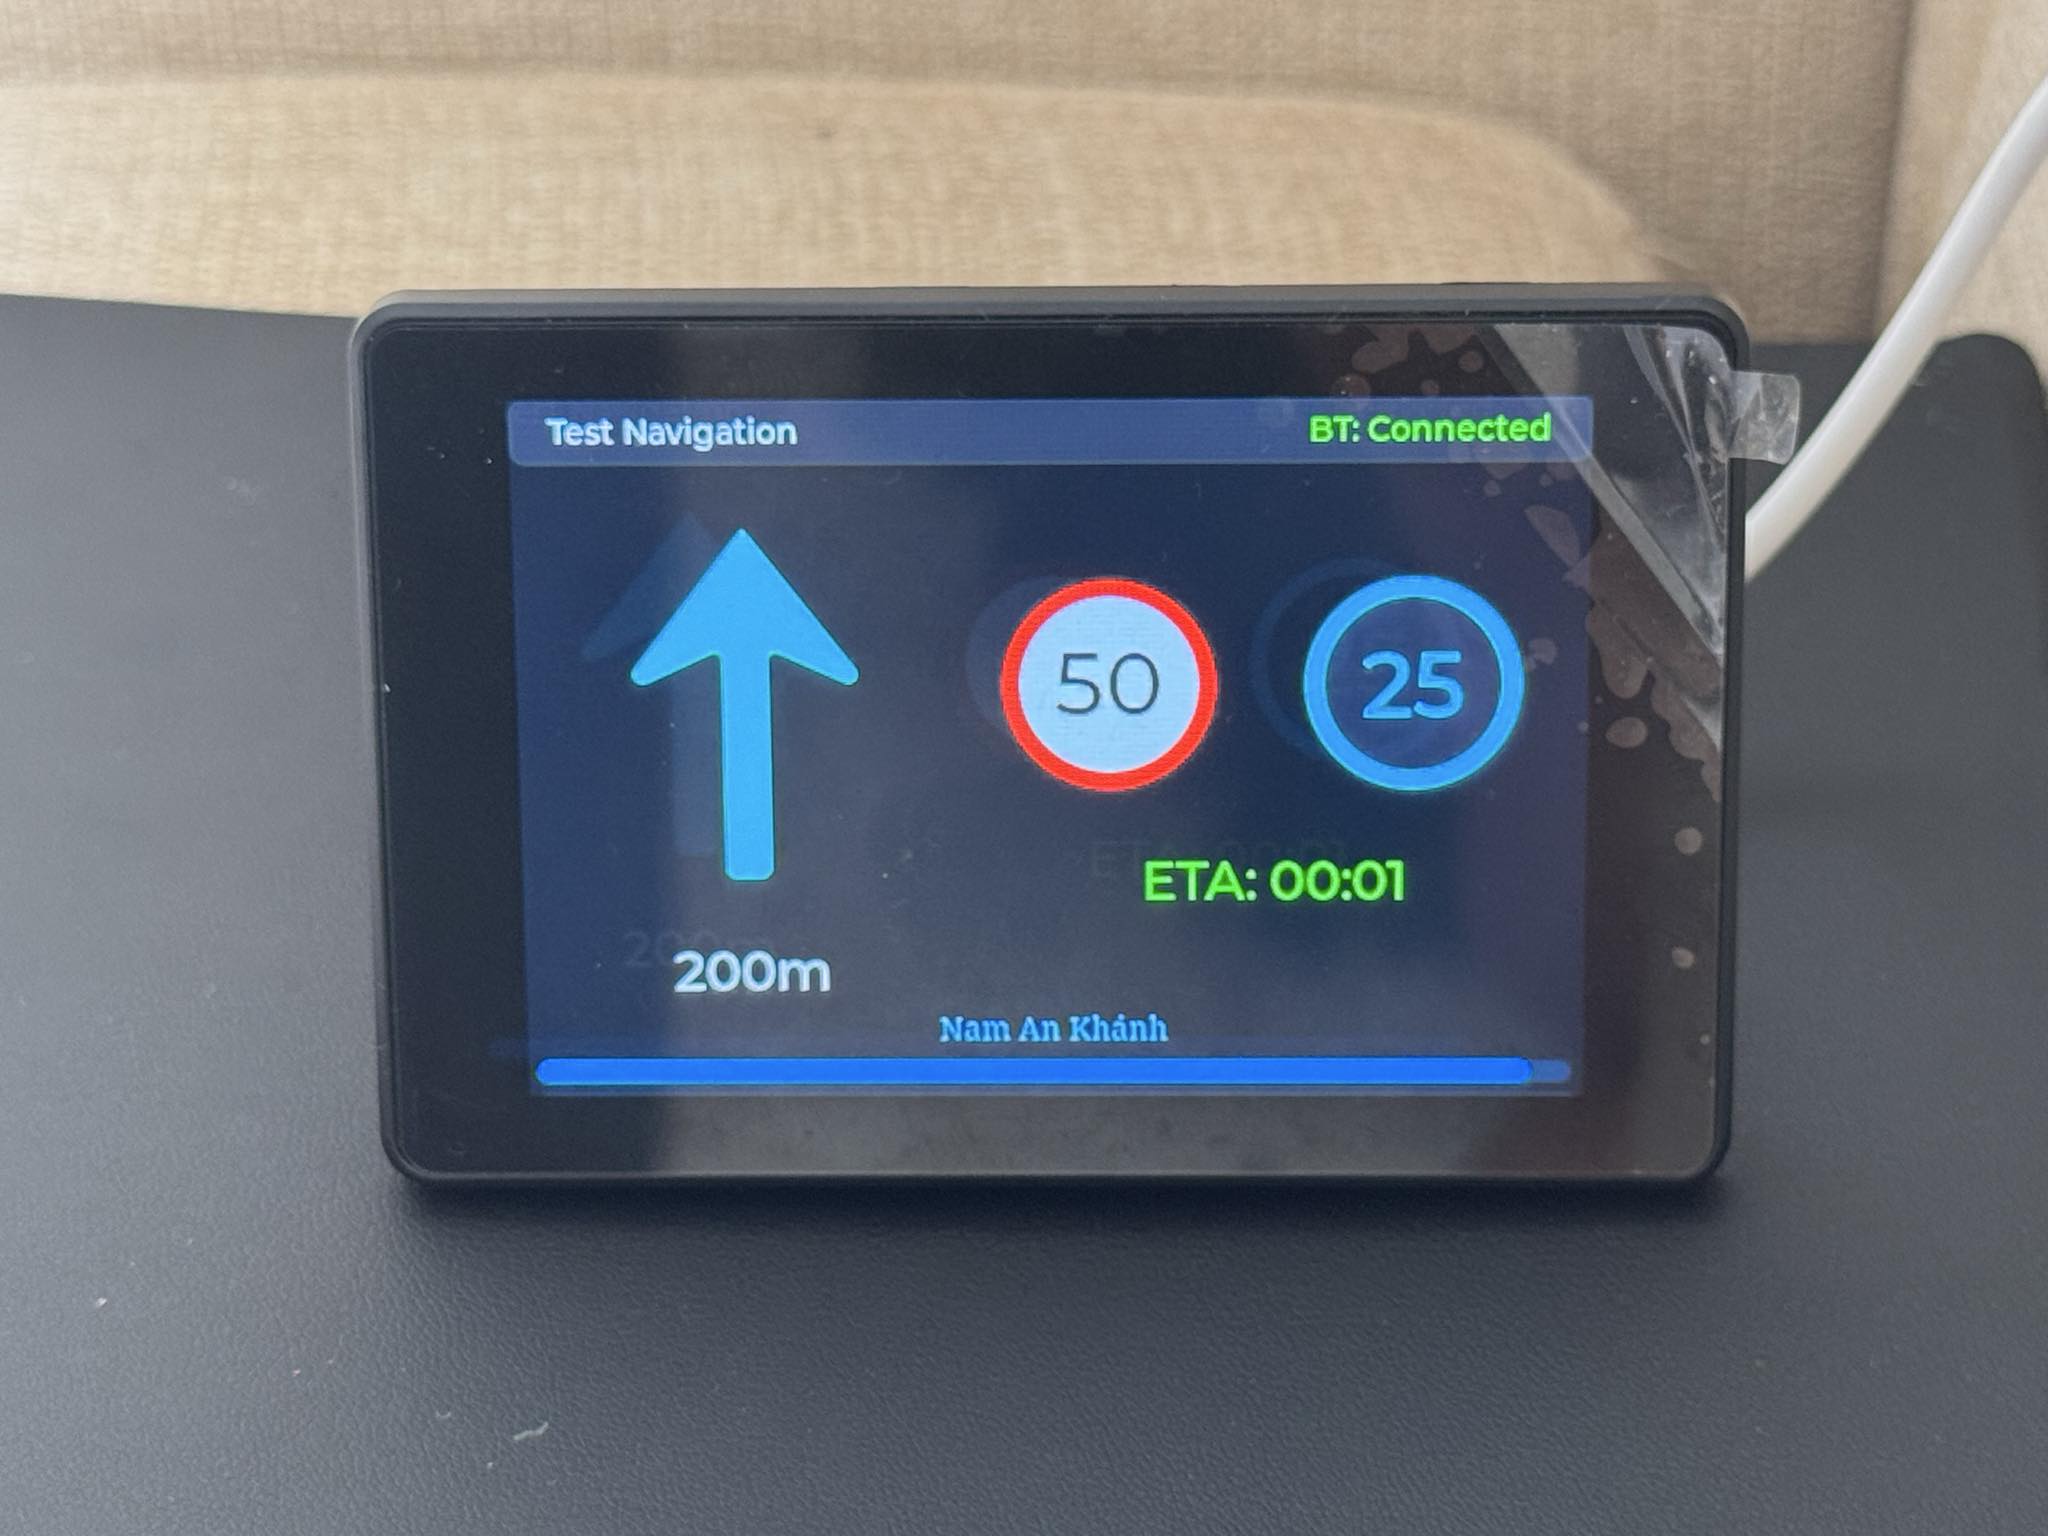 Test Navigation
BT: Connected
50
25
ETA: 00:01
200m
Nam An Khánh